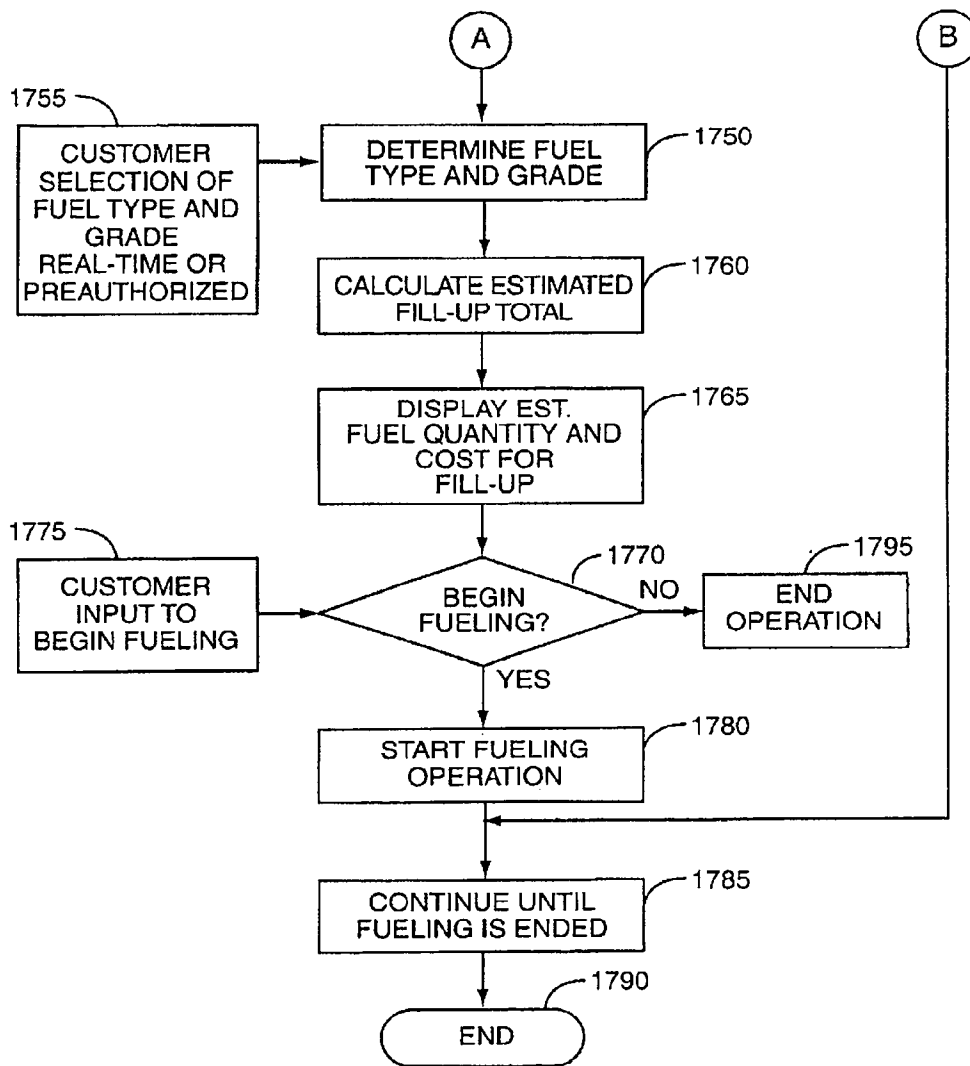 A
B
1755
CUSTOMER
SELECTION OF
FUEL TYPE AND
GRADE
REAL-TIME OR
PREAUTHORIZED
1750
DETERMINE FUEL
TYPE AND GRADE
1760
CALCULATE ESTIMATED
FILL-UP TOTAL
1765
DISPLAY EST.
FUEL QUANTITY AND
COST FOR
FILL-UP
1775
CUSTOMER
INPUT TO
BEGIN FUELING
1770
BEGIN
FUELING?
NO
1795
END
OPERATION
YES
1780
START FUELING
OPERATION
1785
CONTINUE UNTIL
FUELING IS ENDED
1790
END